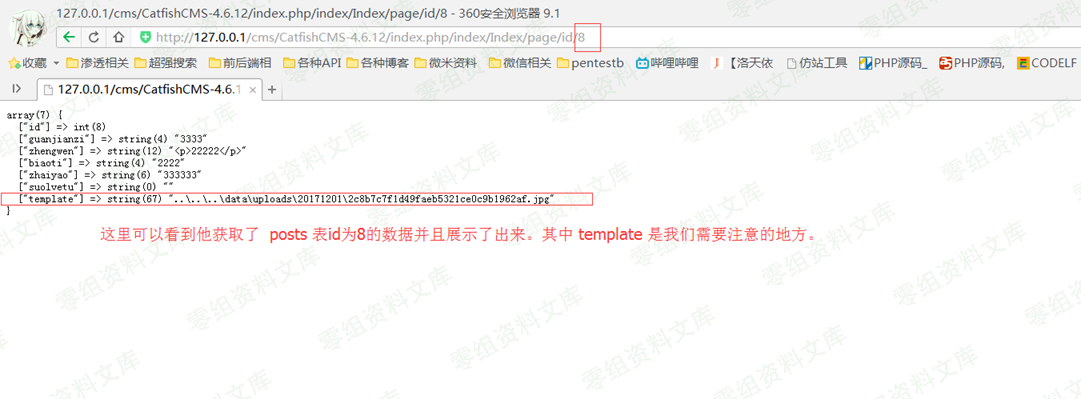 127.0.0.1/cms/CatfishCMS-4.6.12/index.php/index/Index/page/id/8 - 360安全浏览器 9.1
http://127.0.0.1/cms/CatfishCMS-4.6.12/index.php/index/Index/page/id/8
收藏 渗透相关 超强搜索 前后端相 各种API 各种博客 微米资料 微信相关 pentestb 哔哩哔哩 【洛天依 仿站工具 PHP源码_ PHP源码, CODELF
127.0.0.1/cms/CatfishCMS-4.6.1
array(7) {
["id"] => int(8)
["guanjianzi"] => string(4) "3333"
["zhengwen"] => string(12) "<p>22222</p>"
["biaoti"] => string(4) "2222"
["zhaiyao"] => string(6) "333333"
["suolvetu"] => string(0) ""
["template"] => string(67) "..\..\..\data\uploads\20171201\2c8b7c7f1d49faeb5321ce0c9b1962af.jpg"
}
这里可以看到他获取了 posts 表id为8的数据并且展示了出来。其中 template 是我们需要注意的地方。
零组资料文库